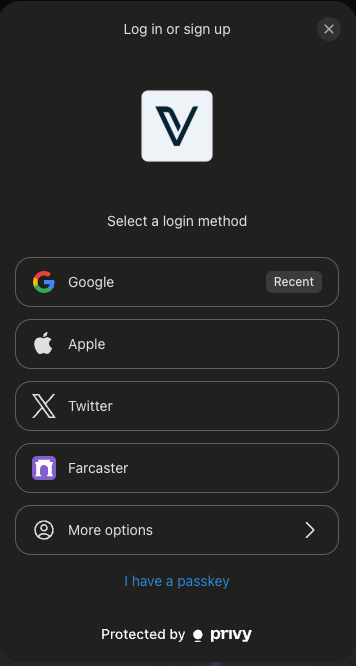 Log in or sign up
Select a login method
Google
Recent
Apple
Twitter
Farcaster
More options
I have a passkey
Protected by privy